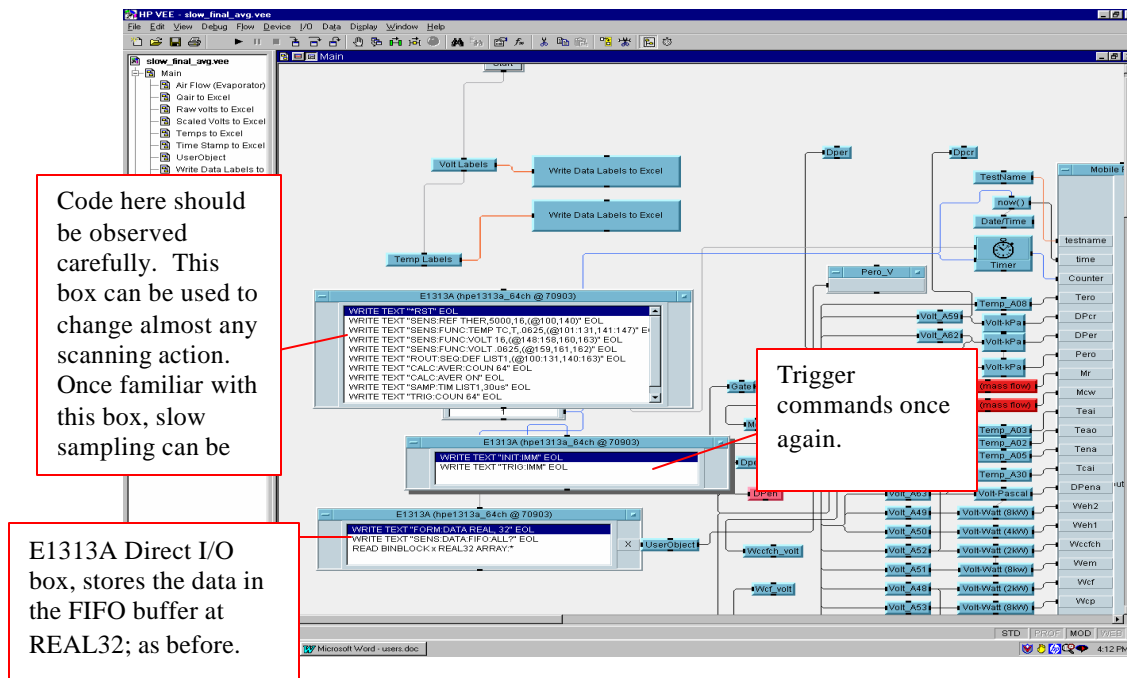 HP VEE - slow_final_avg.vee
File Edit View Debug Flow Device I/O Data Display Window Help
slow_final_avg.vee
Main
Main
Air Flow (Evaporator)
Qair to Excel
Raw volts to Excel
Scaled Volts to Excel
Temps to Excel
Time Stamp to Excel
UserObject
Write Data Labels to
Start
Volt Labels
Write Data Labels to Excel
Write Data Labels to Excel
Temp Labels
Dper
Dpcr
TestName
now()
Date/Time
Timer
Pero_V
Temp_A08
Volt_A59
Volt-kPa
Volt_A62
Volt-kPa
Volt-kPa
(mass flow)
(mass flow)
Gate
Temp_A03
Temp_A02
Temp_A05
Temp_A30
DPen
Volt_A63
Volt-Pascal
Volt_A49
Volt-Watt (8kW)
Volt_A50
Volt-Watt (4kW)
Wccfch_volt
Volt_A52
Volt-Watt (2kW)
Volt_A51
Volt-Watt (8kw)
Wcf_volt
Volt_A48
Volt-Watt (2kW)
Volt_A53
Volt-Watt (8kW)
testname
time
Counter
Tero
DPcr
DPer
Pero
Mr
Mcw
Teai
Teao
Tena
Tcai
DPena
Weh2
Weh1
Wccfch
Wem
Wcf
Wcp
E1313A (hpe1313a_64ch @ 70903)
WRITE TEXT "*RST" EOL
WRITE TEXT "SENS:REF THER,5000,16,(@100,140)" EOL
WRITE TEXT "SENS:FUNC:TEMP TC,T,.0625,(@101:131,141:147)" E
WRITE TEXT "SENS:FUNC:VOLT 16,(@148:158,160,163)" EOL
WRITE TEXT "SENS:FUNC:VOLT .0625,(@159,161,162)" EOL
WRITE TEXT "ROUT:SEQ:DEF LIST1,(@100:131,140:163)" EOL
WRITE TEXT "CALC:AVER:COUN 64" EOL
WRITE TEXT "CALC:AVER ON" EOL
WRITE TEXT "SAMP:TIM LIST1,30us" EOL
WRITE TEXT "TRIG:COUN 64" EOL
E1313A (hpe1313a_64ch @ 70903)
WRITE TEXT "INIT:IMM" EOL
WRITE TEXT "TRIG:IMM" EOL
E1313A (hpe1313a_64ch @ 70903)
WRITE TEXT "FORM:DATA REAL, 32" EOL
WRITE TEXT "SENS:DATA:FIFO:ALL?" EOL
READ BINBLOCK x REAL32 ARRAY:*
X
UserObject
Code here should
be observed
carefully. This
box can be used to
change almost any
scanning action.
Once familiar with
this box, slow
sampling can be
Trigger
commands once
again.
E1313A Direct I/O
box, stores the data in
the FIFO buffer at
REAL32; as before.
STD PROF MOD WEB
Microsoft Word - users.doc
4:12 PM